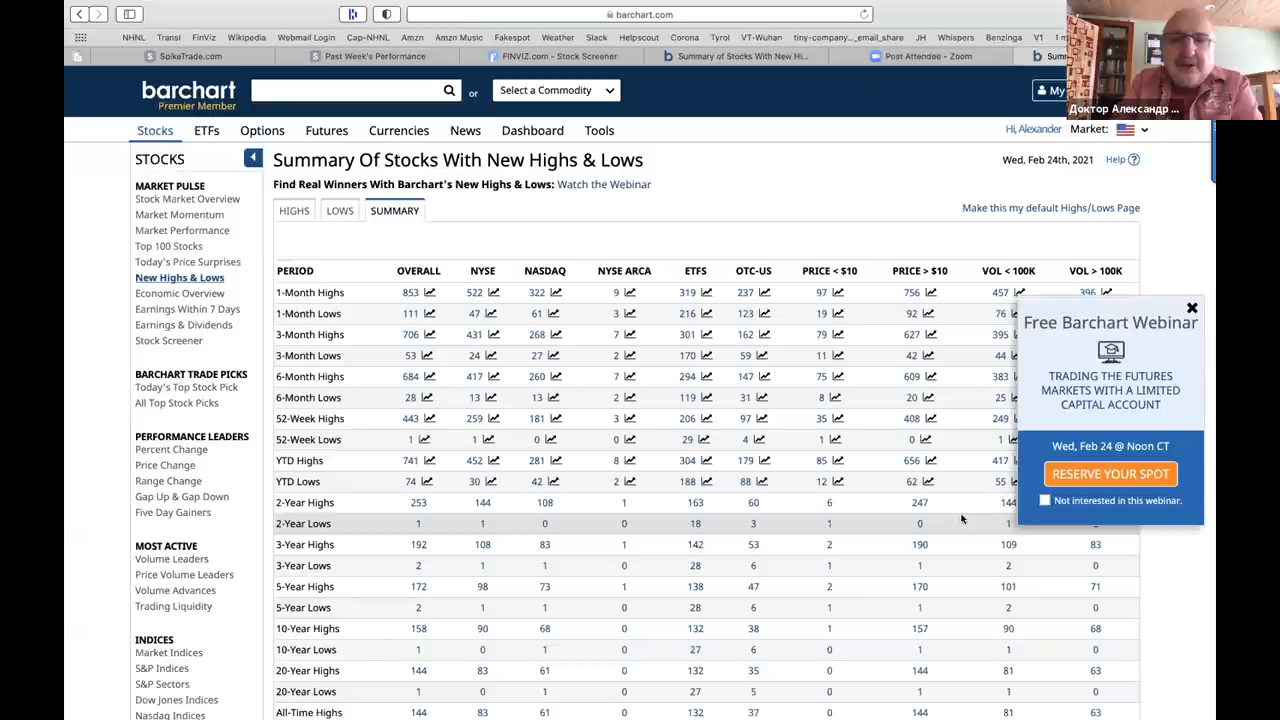 barchart.com
NHNL Transl FinViz Wikipedia Webmail Login Cap-NHNL Amzn Amzn Music Fakespot Weather Slack Helpscout Corona Tyrol VT-Wuhan tiny-company..._email_share JH Whispers Benzinga V1
SpikeTrade.com Past Week's Performance FINVIZ.com - Stock Screener Summary of Stocks With New Hi... Post Attendee - Zoom
barchart
Premier Member
or
Select a Commodity
My
Доктор Александр ...
Stocks ETFs Options Futures Currencies News Dashboard Tools
Hi, Alexander Market:
STOCKS
MARKET PULSE
Stock Market Overview
Market Momentum
Market Performance
Top 100 Stocks
Today's Price Surprises
New Highs & Lows
Economic Overview
Earnings Within 7 Days
Earnings & Dividends
Stock Screener
BARCHART TRADE PICKS
Today's Top Stock Pick
All Top Stock Picks
PERFORMANCE LEADERS
Percent Change
Price Change
Range Change
Gap Up & Gap Down
Five Day Gainers
MOST ACTIVE
Volume Leaders
Price Volume Leaders
Volume Advances
Trading Liquidity
INDICES
Market Indices
S&P Indices
S&P Sectors
Dow Jones Indices
Nasdaq Indices
Summary Of Stocks With New Highs & Lows
Wed, Feb 24th, 2021 Help ?
Find Real Winners With Barchart's New Highs & Lows: Watch the Webinar
HIGHS LOWS SUMMARY
Make this my default Highs/Lows Page
PERIOD OVERALL NYSE NASDAQ NYSE ARCA ETFS OTC-US PRICE < $10 PRICE > $10 VOL < 100K VOL > 100K
1-Month Highs 853 522 322 9 319 237 97 756 457 396
1-Month Lows 111 47 61 3 216 123 19 92 76
3-Month Highs 706 431 268 7 301 162 79 627 395
3-Month Lows 53 24 27 2 170 59 11 42 44
6-Month Highs 684 417 260 7 294 147 75 609 383
6-Month Lows 28 13 13 2 119 31 8 20 25
52-Week Highs 443 259 181 3 206 97 35 408 249
52-Week Lows 1 1 0 0 29 4 1 0 1
YTD Highs 741 452 281 8 304 179 85 656 417
YTD Lows 74 30 42 2 188 88 12 62 55
2-Year Highs 253 144 108 1 163 60 6 247 144
2-Year Lows 1 1 0 0 18 3 1 0 1
3-Year Highs 192 108 83 1 142 53 2 190 109 83
3-Year Lows 2 1 1 0 28 6 1 1 2 0
5-Year Highs 172 98 73 1 138 47 2 170 101 71
5-Year Lows 2 1 1 0 28 6 1 1 2 0
10-Year Highs 158 90 68 0 132 38 1 157 90 68
10-Year Lows 1 0 1 0 27 6 0 1 1 0
20-Year Highs 144 83 61 0 132 35 0 144 81 63
20-Year Lows 1 0 1 0 27 5 0 1 1 0
All-Time Highs 144 83 61 0 132 37 0 144 81 63
Free Barchart Webinar
TRADING THE FUTURES
MARKETS WITH A LIMITED
CAPITAL ACCOUNT
Wed, Feb 24 @ Noon CT
RESERVE YOUR SPOT
Not interested in this webinar.